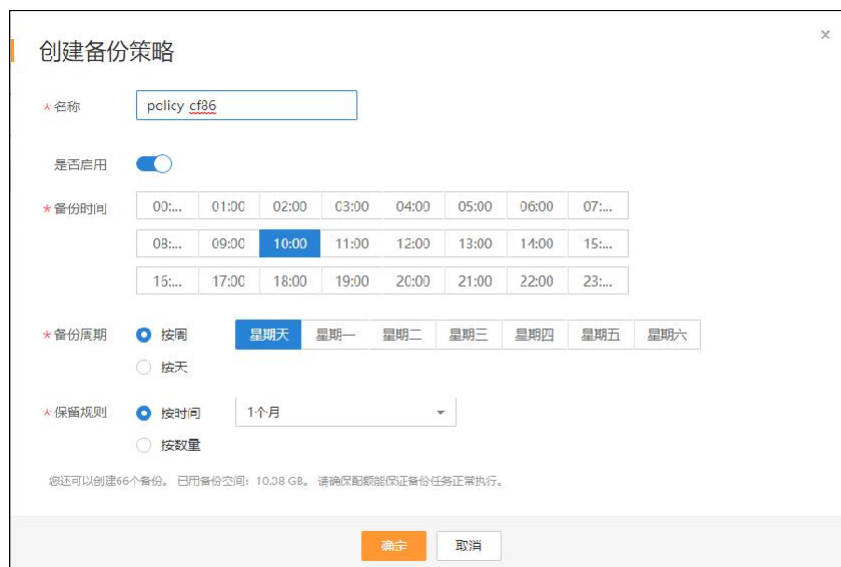 创建备份策略
×
* 名称 policy_cf86
是否启用
* 备份时间 00:... 01:00 02:00 03:00 04:00 05:00 06:00 07:...
08:... 09:00 10:00 11:00 12:00 13:00 14:00 15:...
16:... 17:00 18:00 19:00 20:00 21:00 22:00 23:...
* 备份周期 按周 星期天 星期一 星期二 星期三 星期四 星期五 星期六
按天
* 保留规则 按时间 1个月
按数量
您还可以创建66个备份。 已用备份空间：10.38 GB。 请确保配额能保证备份任务正常执行。
确定 取消